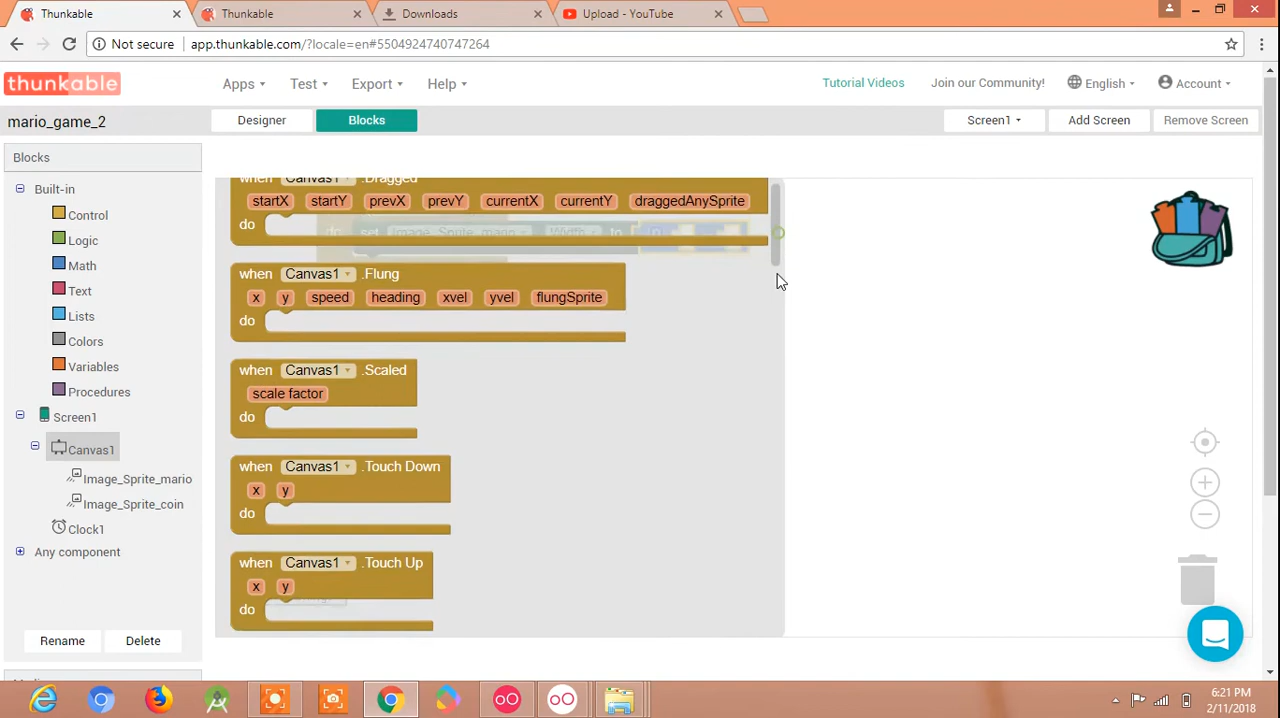 Thunkable
Thunkable
Downloads
Upload - YouTube
Not secure
app.thunkable.com/?locale=en#5504924740747264
thunkable
Apps
Test
Export
Help
Tutorial Videos
Join our Community!
English
Account
mario_game_2
Designer
Blocks
Screen1
Add Screen
Remove Screen
Blocks
Built-in
Control
Logic
Math
Text
Lists
Colors
Variables
Procedures
Screen1
Canvas1
Image_Sprite_mario
Image_Sprite_coin
Clock1
Any component
Rename
Delete
when Canvas1 .Dragged
startX startY prevX prevY currentX currentY draggedAnySprite
do
do set Image_Sprite_mario . Width to
when Canvas1 .Flung
x y speed heading xvel yvel flungSprite
do
when Canvas1 .Scaled
scale factor
do
when Canvas1 .Touch Down
x y
do
when Canvas1 .Touch Up
x y
do
6:21 PM
2/11/2018